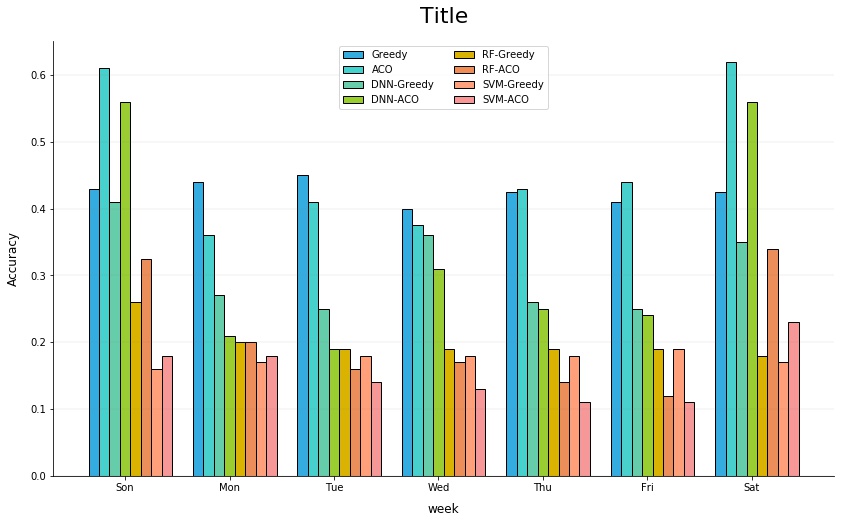 Title
Greedy
ACO
DNN-Greedy
DNN-ACO
RF-Greedy
RF-ACO
SVM-Greedy
SVM-ACO
Accuracy
0.6
0.5
0.4
0.3
0.2
0.1
0.0
Son Mon Tue Wed Thu Fri Sat
week